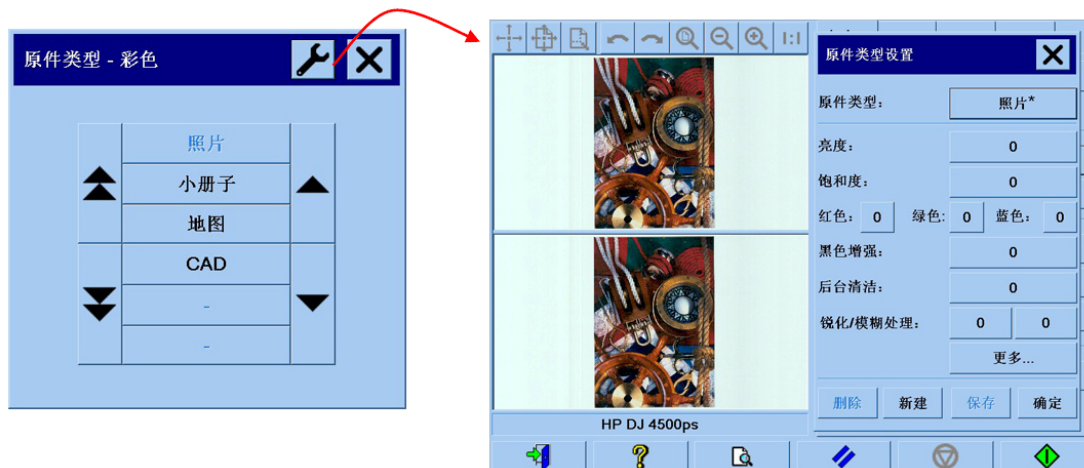 原件类型 - 彩色
照片
小册子
地图
CAD
-
-
1:1
HP DJ 4500ps
原件类型设置
原件类型: 照片*
亮度: 0
饱和度: 0
红色: 0 绿色: 0 蓝色: 0
黑色增强: 0
后台清洁: 0
锐化/模糊处理: 0 0
更多...
删除 新建 保存 确定